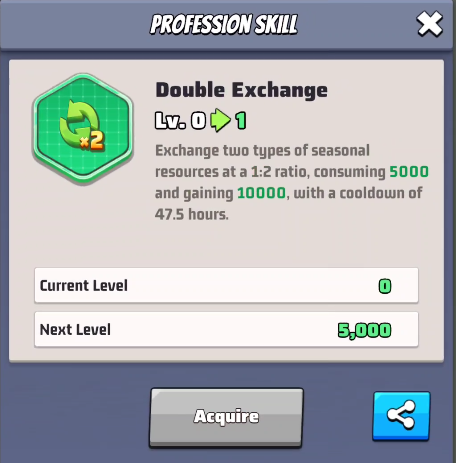 PROFESSION SKILL
×2
Double Exchange
Lv. 0 1
Exchange two types of seasonal
resources at a 1:2 ratio, consuming 5000
and gaining 10000, with a cooldown of
47.5 hours.
Current Level 0
Next Level 5,000
Acquire